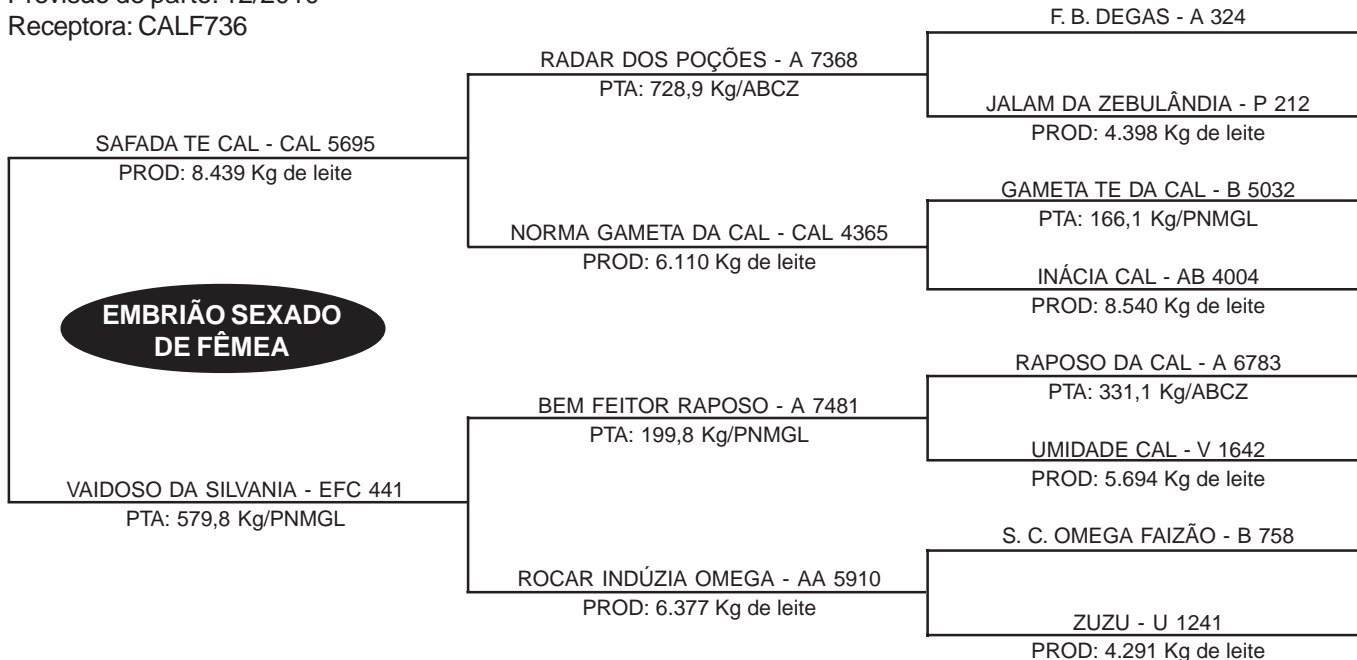 Receptora: CALF736
F. B. DEGAS - A 324
RADAR DOS POÇÕES - A 7368
PTA: 728,9 Kg/ABCZ
JALAM DA ZEBULÂNDIA - P 212
PROD: 4.398 Kg de leite
SAFADA TE CAL - CAL 5695
PROD: 8.439 Kg de leite
GAMETA TE DA CAL - B 5032
PTA: 166,1 Kg/PNMGL
NORMA GAMETA DA CAL - CAL 4365
PROD: 6.110 Kg de leite
INÁCIA CAL - AB 4004
PROD: 8.540 Kg de leite
EMBRIÃO SEXADO
DE FÊMEA
RAPOSO DA CAL - A 6783
PTA: 331,1 Kg/ABCZ
BEM FEITOR RAPOSO - A 7481
PTA: 199,8 Kg/PNMGL
UMIDADE CAL - V 1642
PROD: 5.694 Kg de leite
VAIDOSO DA SILVANIA - EFC 441
PTA: 579,8 Kg/PNMGL
S. C. OMEGA FAIZÃO - B 758
ROCAR INDÚZIA OMEGA - AA 5910
PROD: 6.377 Kg de leite
ZUZU - U 1241
PROD: 4.291 Kg de leite